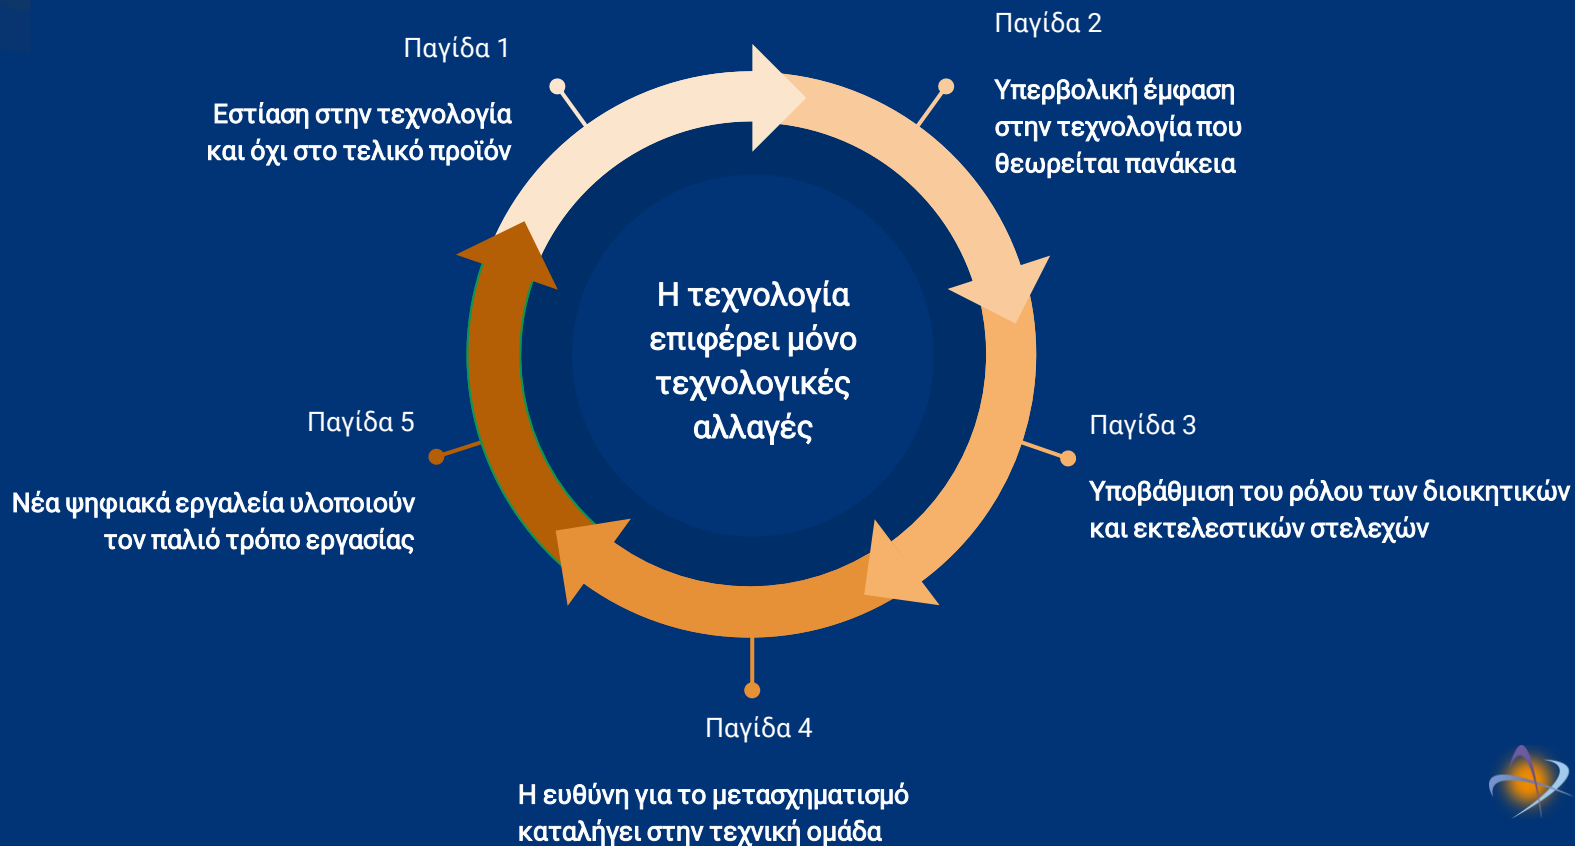 Παγίδα 1
Εστίαση στην τεχνολογία
και όχι στο τελικό προϊόν
Παγίδα 2
Υπερβολική έμφαση
στην τεχνολογία που
θεωρείται πανάκεια
Η τεχνολογία
επιφέρει μόνο
τεχνολογικές
αλλαγές
Παγίδα 3
Υποβάθμιση του ρόλου των διοικητικών
και εκτελεστικών στελεχών
Παγίδα 4
Η ευθύνη για το μετασχηματισμό
καταλήγει στην τεχνική ομάδα
Παγίδα 5
Νέα ψηφιακά εργαλεία υλοποιούν
τον παλιό τρόπο εργασίας